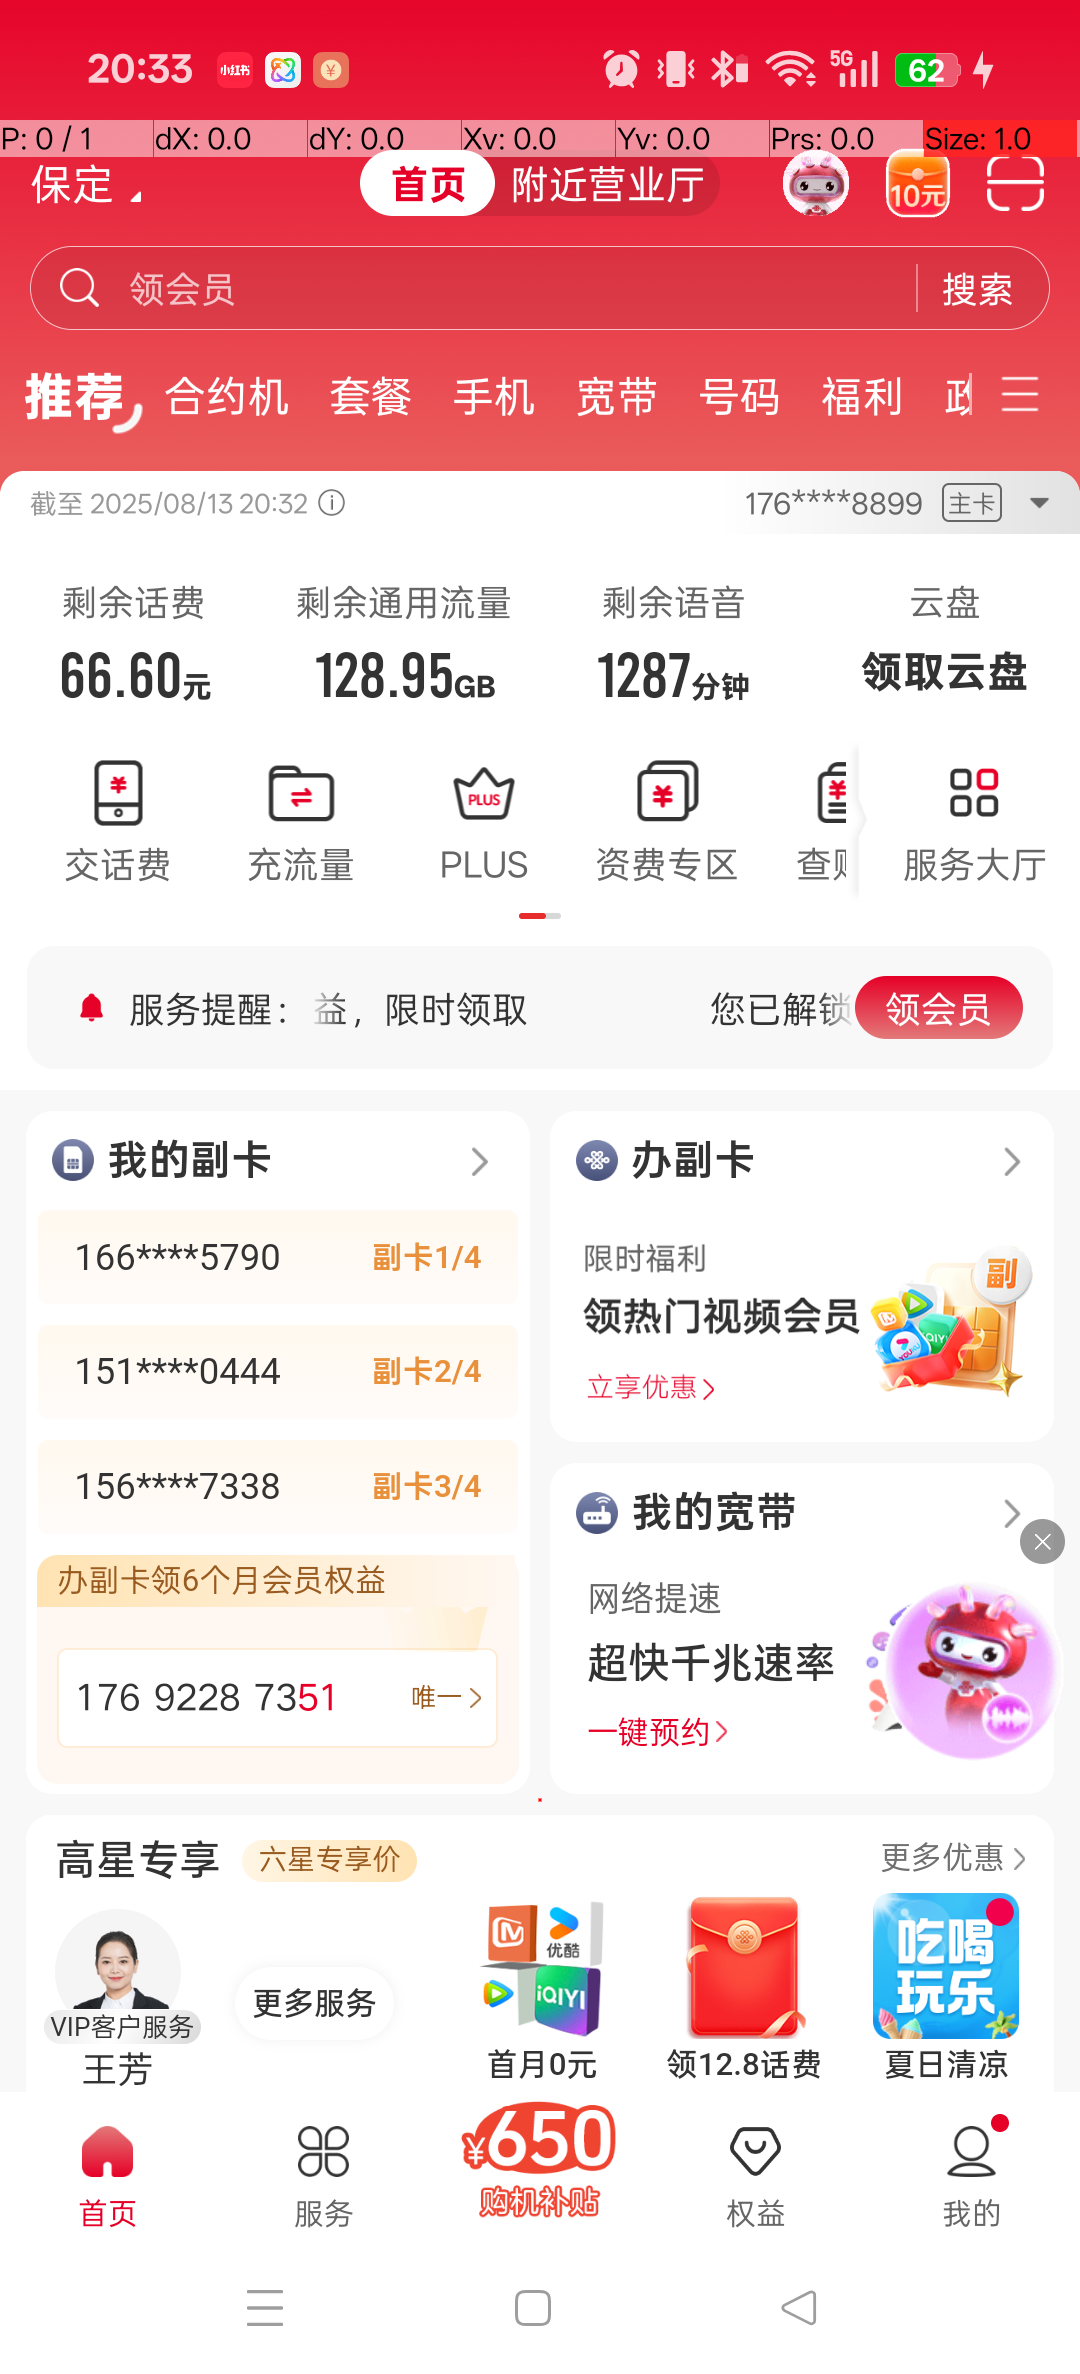 20:33 小红书 ¥ 5G 62
P: 0 / 1 dX: 0.0 dY: 0.0 Xv: 0.0 Yv: 0.0 Prs: 0.0 Size: 1.0
保定 首页 附近营业厅 10元
领会员 搜索
推荐 合约机 套餐 手机 宽带 号码 福利
截至 2025/08/13 20:32 176****8899 主卡
剩余话费 剩余通用流量 剩余语音 云盘
66.60元 128.95GB 1287分钟 领取云盘
交话费 充流量 PLUS 资费专区 查 服务大厅
服务提醒： 益，限时领取 您已解锁 领会员
我的副卡
166****5790 副卡1/4
151****0444 副卡2/4
156****7338 副卡3/4
办副卡领6个月会员权益
176 9228 7351 唯一
办副卡
限时福利
领热门视频会员
立享优惠
副
我的宽带
网络提速
超快千兆速率
一键预约
高星专享 六星专享价 更多优惠
VIP客户服务
王芳
更多服务
优酷
iQIYI
首月0元
领12.8话费
吃喝
玩乐
夏日清凉
首页 服务 ¥650 购机补贴 权益 我的